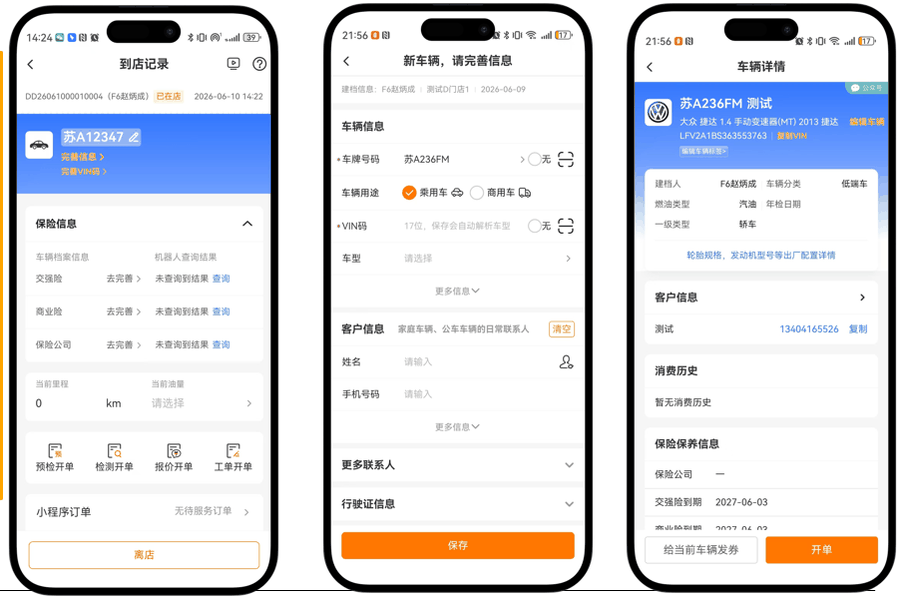 14:24
39
到店记录
DD26061000010004（F6赵炳成） 已在店 2026-06-10 14:22
苏A12347
完善信息 >
完善VIN码 >
保险信息
车辆档案信息 机器人查询结果
交强险 去完善 > 未查询到结果 查询
商业险 去完善 > 未查询到结果 查询
保险公司 去完善 > 未查询到结果 查询
当前里程 当前油量
0 km 请选择 >
预检开单 检测开单 报价开单 工单开单
小程序订单 无待服务订单 >
离店
21:56
17
新车辆，请完善信息
建档信息：F6赵炳成 | 测试D门店1 | 2026-06-09
车辆信息
•车牌号码 苏A236FM > 无
车辆用途 乘用车 商用车
•VIN码 17位，保存会自动解析车型 无
车型 请选择 >
更多信息
客户信息 家庭车辆、公车车辆的日常联系人 清空
姓名 请输入
手机号码 请输入
更多信息
更多联系人
行驶证信息
保存
21:56
17
车辆详情
公众号
苏A236FM 测试
大众 捷达 1.4 手动变速器(MT) 2013 捷达
LFV2A1BS363553763 | 复制VIN
编辑车辆标签+
建档人 F6赵炳成 车辆分类 低端车
燃油类型 汽油 年检日期
一级类型 轿车
轮胎规格，发动机型号等出厂配置详情
客户信息 >
测试 13404165526 复制
消费历史
暂无消费历史
保险保养信息
保险公司 —
交强险到期 2027-06-03
商业险到期 2027-06-03
给当前车辆发券 开单